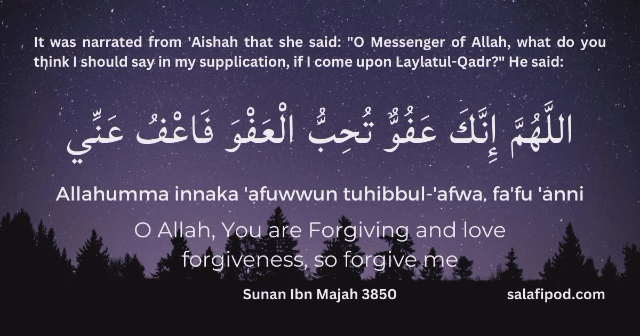 It was narrated from 'Aishah that she said: "O Messenger of Allah, what do you
think I should say in my supplication, if I come upon Laylatul-Qadr?" He said:
اللَّهُمَّ إِنَّكَ عَفُوٌّ تُحِبُّ الْعَفْوَ فَاعْفُ عَنِّي
Allahumma innaka 'afuwwun tuhibbul-'afwa, fa'fu 'anni
O Allah, You are Forgiving and love
forgiveness, so forgive me
Sunan Ibn Majah 3850
salafipod.com